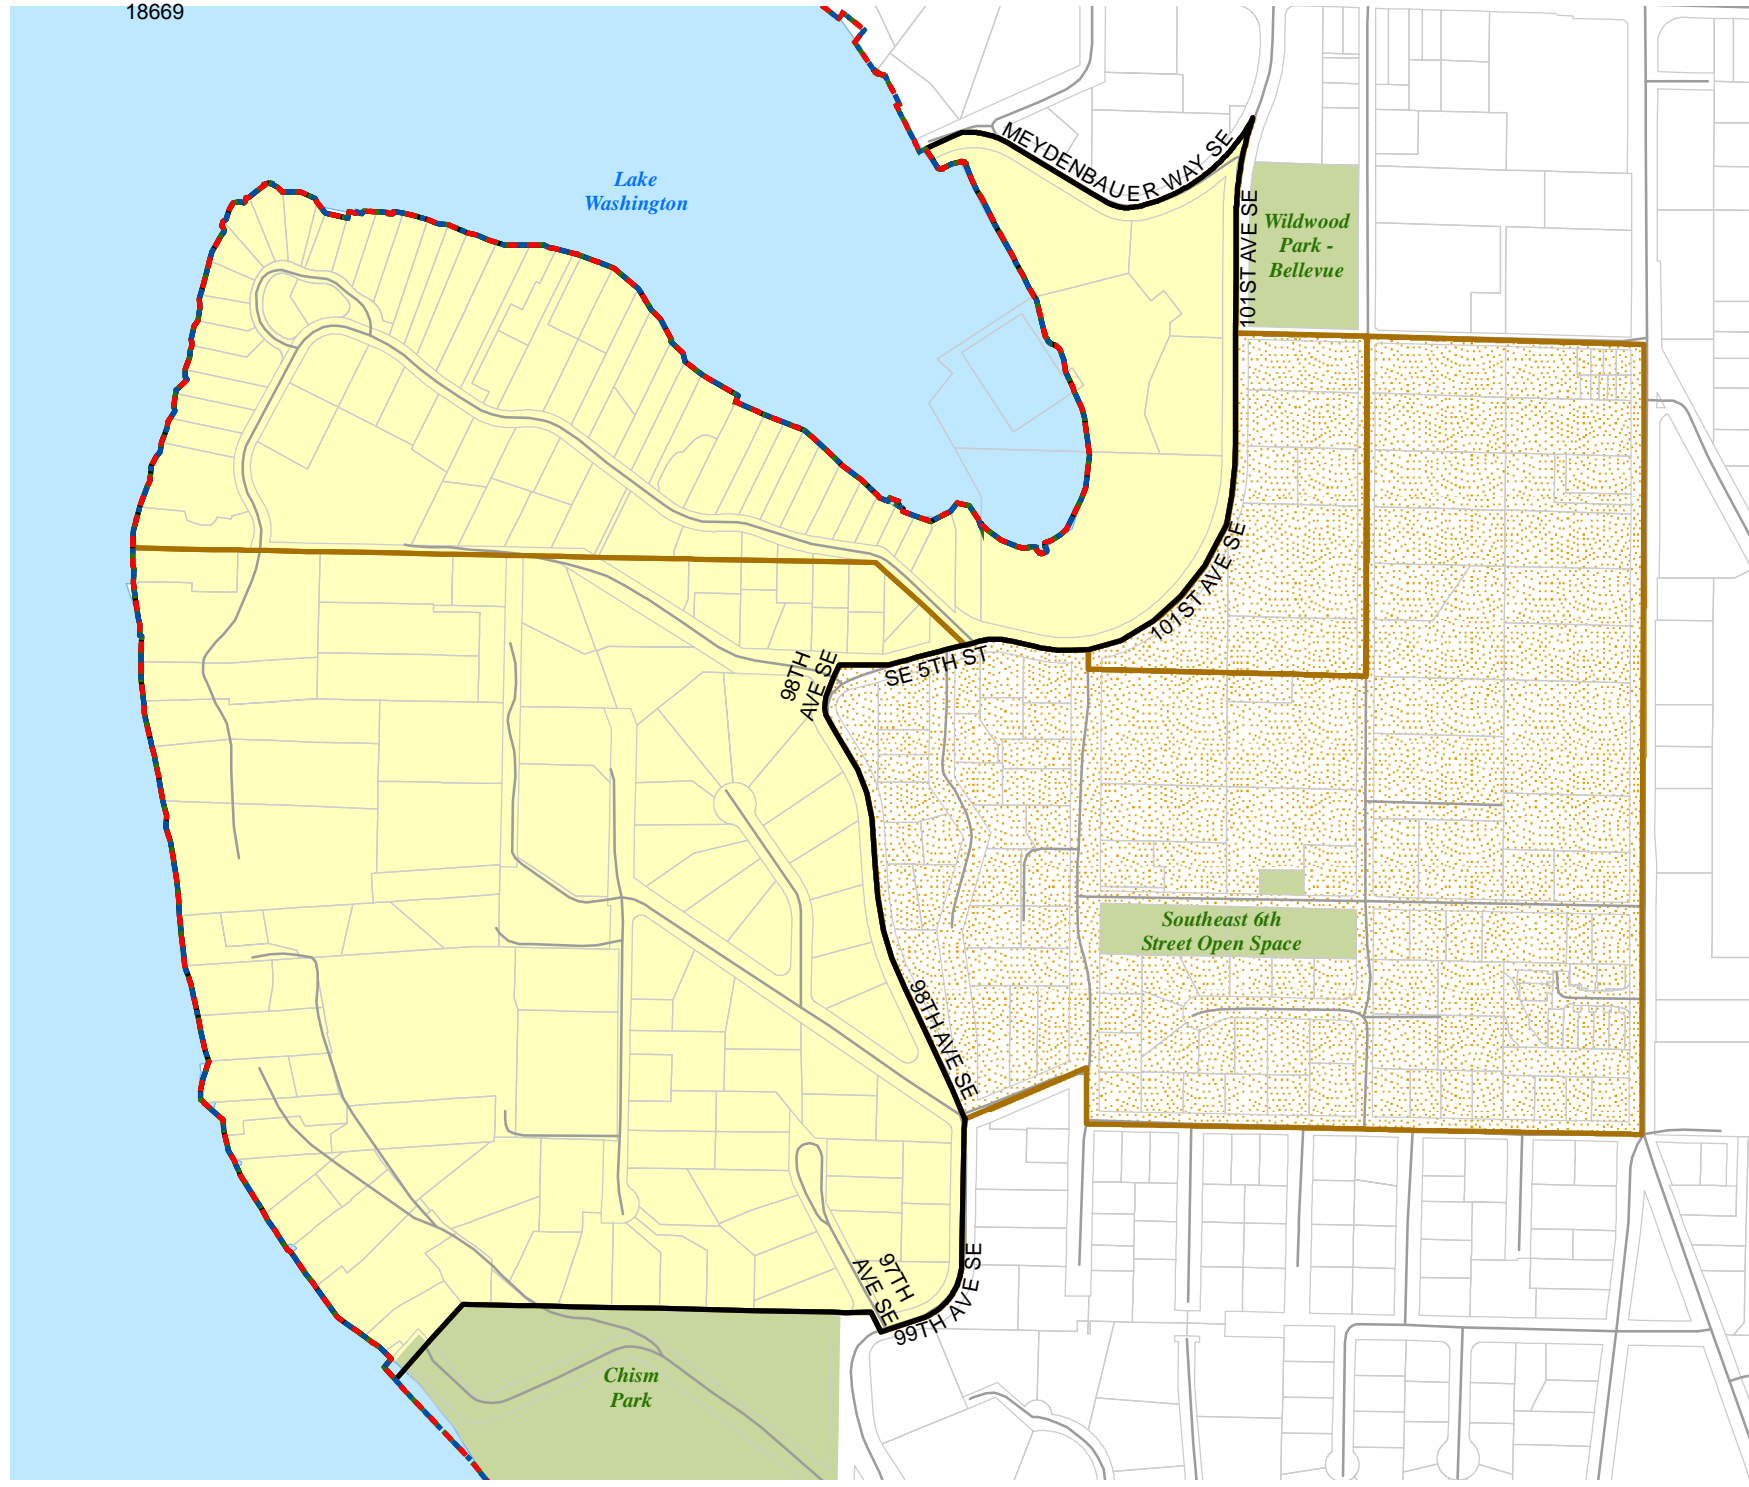 18669
MEYDENBAUER WAY SE
Lake
Washington
101ST AVE SE
Wildwood
Park -
Bellevue
101ST AVE SE
SE 5TH ST
98TH
AVE SE
Southeast 6th
Street Open Space
98TH AVE SE
97TH
AVE SE
99TH AVE SE
Chism
Park